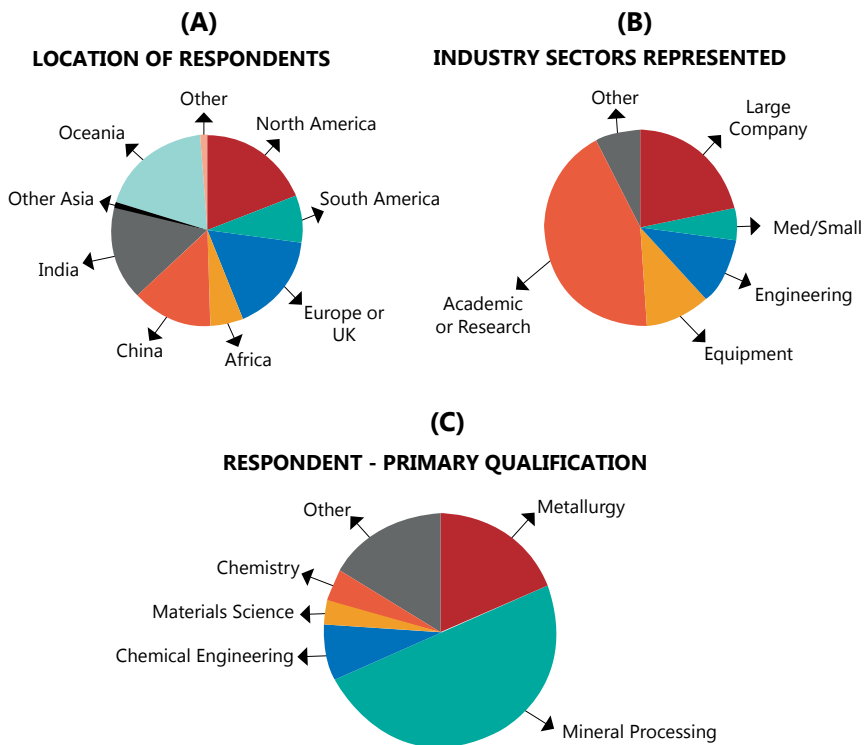 (A)
LOCATION OF RESPONDENTS
Other
North America
Oceania
South America
Other Asia
India
Europe or
UK
China
Africa
(B)
INDUSTRY SECTORS REPRESENTED
Other
Large
Company
Med/Small
Engineering
Academic
or Research
Equipment
(C)
RESPONDENT - PRIMARY QUALIFICATION
Other
Metallurgy
Chemistry
Materials Science
Chemical Engineering
Mineral Processing